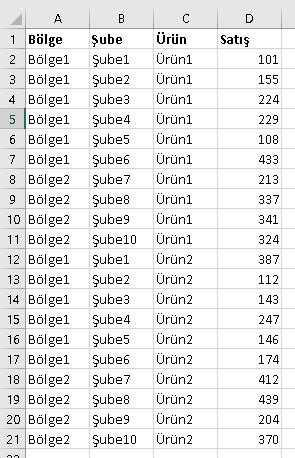 A B C D
1 Bölge Şube Ürün Satış
2 Bölge1 Şube1 Ürün1 101
3 Bölge1 Şube2 Ürün1 155
4 Bölge1 Şube3 Ürün1 224
5 Bölge1 Şube4 Ürün1 229
6 Bölge1 Şube5 Ürün1 108
7 Bölge1 Şube6 Ürün1 433
8 Bölge2 Şube7 Ürün1 213
9 Bölge2 Şube8 Ürün1 337
10 Bölge2 Şube9 Ürün1 341
11 Bölge2 Şube10 Ürün1 324
12 Bölge1 Şube1 Ürün2 387
13 Bölge1 Şube2 Ürün2 112
14 Bölge1 Şube3 Ürün2 143
15 Bölge1 Şube4 Ürün2 247
16 Bölge1 Şube5 Ürün2 146
17 Bölge1 Şube6 Ürün2 174
18 Bölge2 Şube7 Ürün2 412
19 Bölge2 Şube8 Ürün2 439
20 Bölge2 Şube9 Ürün2 204
21 Bölge2 Şube10 Ürün2 370